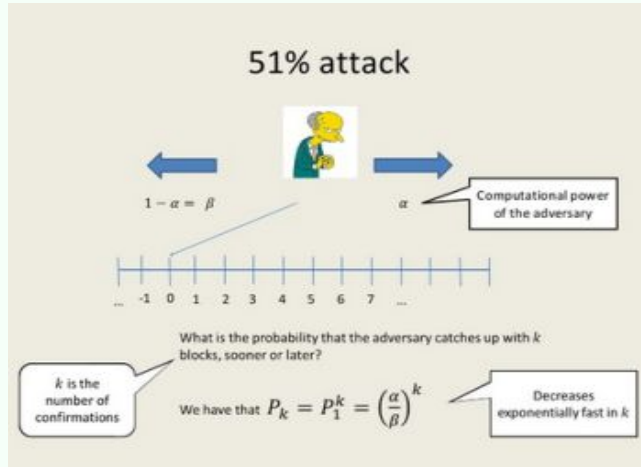 51% attack
1 − α = β
α
Computational power
of the adversary
... -1 0 1 2 3 4 5 6 7 ...
What is the probability that the adversary catches up with k
blocks, sooner or later?
k is the
number of
confirmations
We have that P_k = P_1^k = (α/β)^k
Decreases
exponentially fast in k